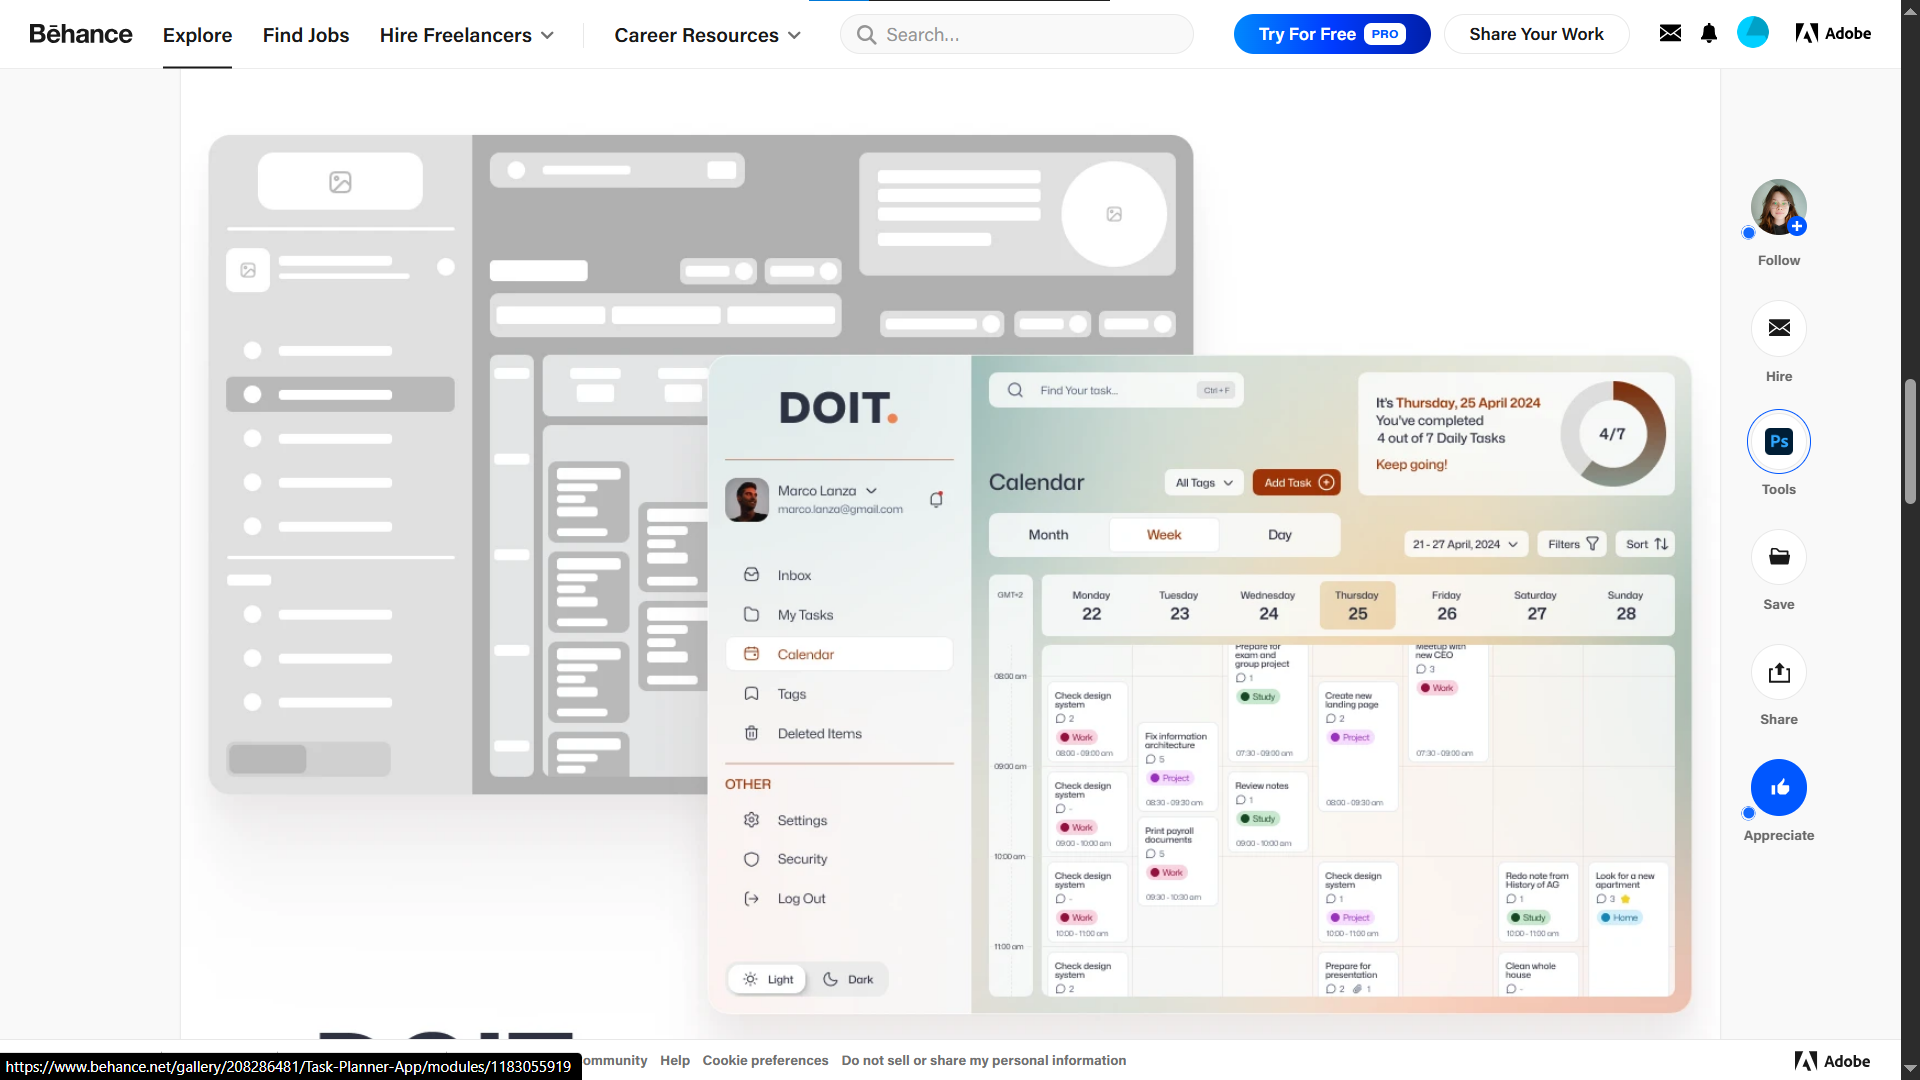 Bēhance
Explore
Find Jobs
Hire Freelancers
Career Resources
Search...
Try For Free PRO
Share Your Work
Adobe
DOIT.
Marco Lanza
marco.lanza@gmail.com
Inbox
My Tasks
Calendar
Tags
Deleted Items
OTHER
Settings
Security
Log Out
Light
Dark
Find Your task...
Ctrl + F
It's Thursday, 25 April 2024
You've completed
4 out of 7 Daily Tasks
Keep going!
4/7
Calendar
All Tags
Add Task
Month
Week
Day
21 - 27 April, 2024
Filters
Sort
GMT+2
Monday
22
Tuesday
23
Wednesday
24
Thursday
25
Friday
26
Saturday
27
Sunday
28
08:00 am
09:00 am
10:00 am
11:00 am
Check design
system
2
Work
08:00 - 09:00 am
Check design
system
-
Work
09:00 - 10:00 am
Check design
system
-
Work
10:00 - 11:00 am
Check design
system
2
Fix information
architecture
5
Project
08:30 - 09:30 am
Print payroll
documents
5
Work
09:30 - 10:30 am
Prepare for
exam and
group project
1
Study
07:30 - 09:00 am
Review notes
1
Study
09:00 - 10:00 am
Create new
landing page
2
Project
08:00 - 09:30 am
Check design
system
1
Project
10:00 - 11:00 am
Prepare for
presentation
2 1
Meetup with
new CEO
3
Work
07:30 - 09:00 am
Redo note from
History of AG
1
Study
10:00 - 11:00 am
Clean whole
house
-
Look for a new
apartment
3
Home
Follow
Hire
Ps
Tools
Save
Share
Appreciate
DOIT
https://www.behance.net/gallery/208286481/Task-Planner-App/modules/1183055919
ommunity
Help
Cookie preferences
Do not sell or share my personal information
Adobe